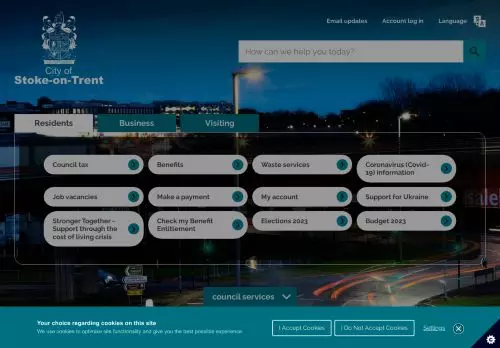 Email updates
Account log in
Language
City of
Stoke-on-Trent
How can we help you today?
Residents
Business
Visiting
Council tax
Benefits
Waste services
Coronavirus (Covid-
19) information
Job vacancies
Make a payment
My account
Support for Ukraine
Stronger Together -
Support through the
cost of living crisis
Check my Benefit
Entitlement
Elections 2023
Budget 2023
council services
Your choice regarding cookies on this site
We use cookies to optimise site functionality and give you the best possible experience.
I Accept Cookies
I Do Not Accept Cookies
Settings